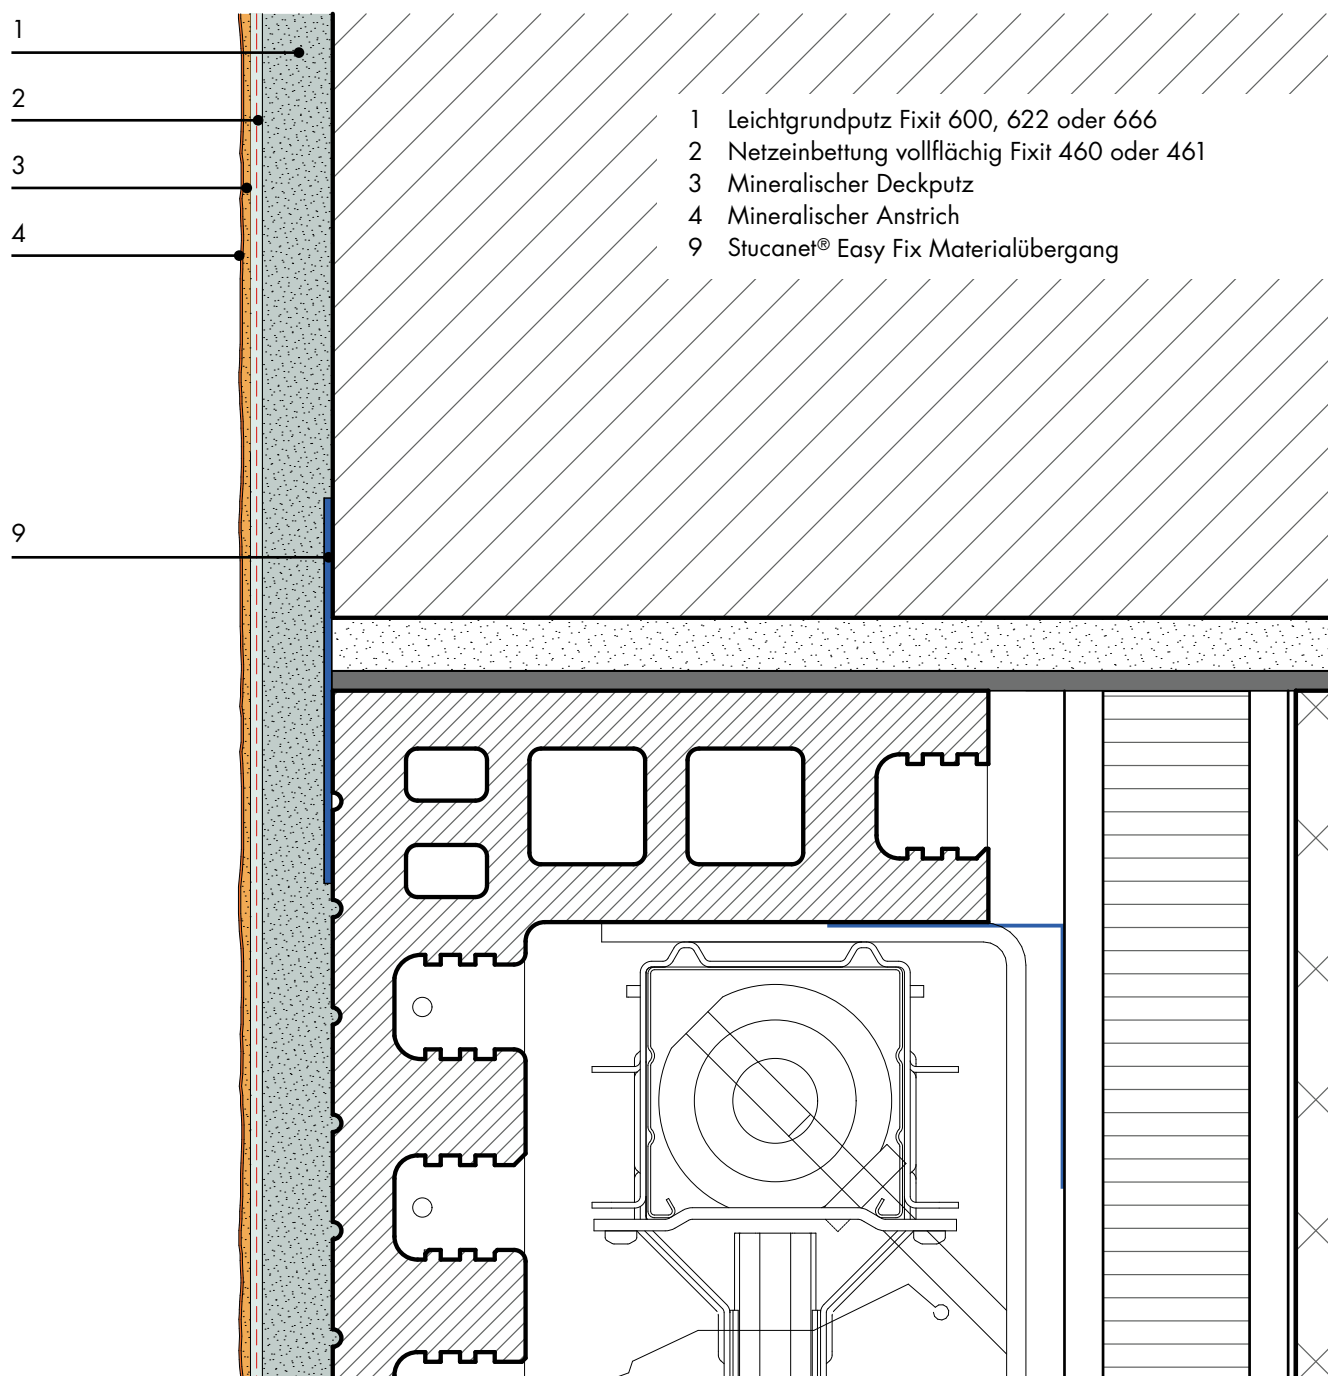 1
2
3
4
9
1 Leichtgrundputz Fixit 600, 622 oder 666
2 Netzeinbettung vollflächig Fixit 460 oder 461
3 Mineralischer Deckputz
4 Mineralischer Anstrich
9 Stucanet® Easy Fix Materialübergang